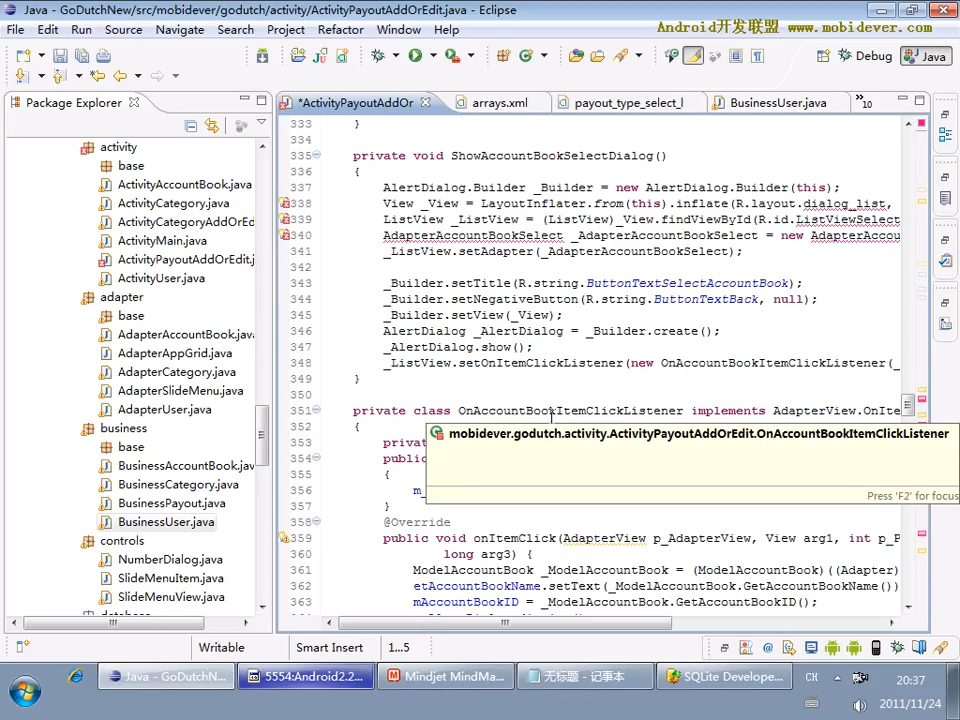 Java - GoDutchNew/src/mobidever/godutch/activity/ActivityPayoutAddOrEdit.java - Eclipse
File Edit Run Source Navigate Search Project Refactor Window Help
Android开发联盟 www.mobidever.com
Debug Java
Package Explorer
*ActivityPayoutAddOr arrays.xml payout_type_select_l BusinessUser.java »10
activity
base
ActivityAccountBook.java
ActivityCategory.java
ActivityCategoryAddOrEd
ActivityMain.java
ActivityPayoutAddOrEdit.j
ActivityUser.java
adapter
base
AdapterAccountBook.java
AdapterAppGrid.java
AdapterCategory.java
AdapterSlideMenu.java
AdapterUser.java
business
base
BusinessAccountBook.jav
BusinessCategory.java
BusinessPayout.java
BusinessUser.java
controls
NumberDialog.java
SlideMenuItem.java
SlideMenuView.java
333 }
334
335 private void ShowAccountBookSelectDialog()
336 {
337 AlertDialog.Builder _Builder = new AlertDialog.Builder(this);
338 View _View = LayoutInflater.from(this).inflate(R.layout.dialog_list,
339 ListView _ListView = (ListView)_View.findViewById(R.id.ListViewSelect
340 AdapterAccountBookSelect _AdapterAccountBookSelect = new AdapterAccou
341 _ListView.setAdapter(_AdapterAccountBookSelect);
342
343 _Builder.setTitle(R.string.ButtonTextSelectAccountBook);
344 _Builder.setNegativeButton(R.string.ButtonTextBack, null);
345 _Builder.setView(_View);
346 AlertDialog _AlertDialog = _Builder.create();
347 _AlertDialog.show();
348 _ListView.setOnItemClickListener(new OnAccountBookItemClickListener(_
349 }
350
351 private class OnAccountBookItemClickListener implements AdapterView.OnIte
352 {
353 priva
354 public
355 {
356 m_
357 }
358 @Override
359 public void onItemClick(AdapterView p_AdapterView, View arg1, int p_P
360 long arg3) {
361 ModelAccountBook _ModelAccountBook = (ModelAccountBook)((Adapter)
362 etAccountBookName.setText(_ModelAccountBook.GetAccountBookName())
363 mAccountBookID = _ModelAccountBook.GetAccountBookID();
mobidever.godutch.activity.ActivityPayoutAddOrEdit.OnAccountBookItemClickListener
Press 'F2' for focus
Writable Smart Insert 1...5
Java - GoDutchN... 5554:Android2.2... Mindjet MindMa... 无标题 - 记事本 SQLite Develope... CH 20:37
2011/11/24